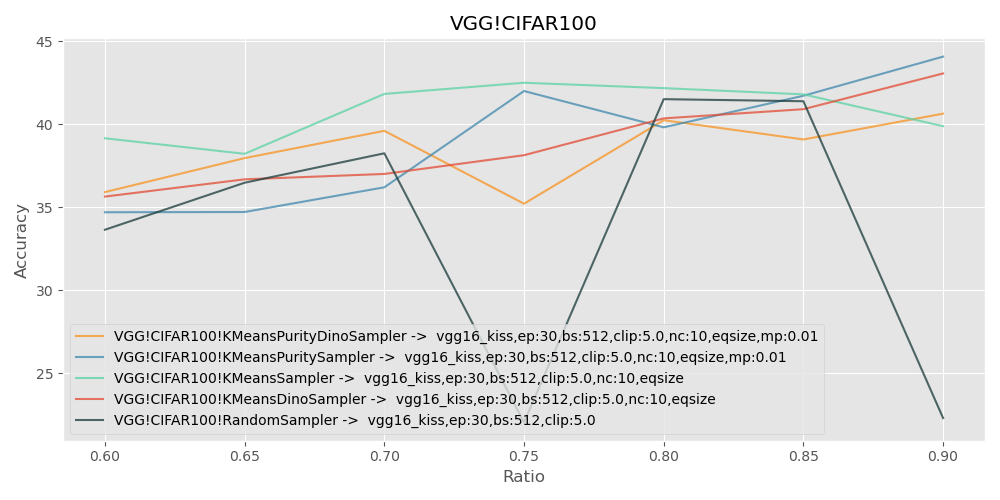 VGG!CIFAR100
45
40
35
30
25
Accuracy
VGG!CIFAR100!KMeansPurityDinoSampler -> vgg16_kiss,ep:30,bs:512,clip:5.0,nc:10,eqsize,mp:0.01
VGG!CIFAR100!KMeansPuritySampler -> vgg16_kiss,ep:30,bs:512,clip:5.0,nc:10,eqsize,mp:0.01
VGG!CIFAR100!KMeansSampler -> vgg16_kiss,ep:30,bs:512,clip:5.0,nc:10,eqsize
VGG!CIFAR100!KMeansDinoSampler -> vgg16_kiss,ep:30,bs:512,clip:5.0,nc:10,eqsize
VGG!CIFAR100!RandomSampler -> vgg16_kiss,ep:30,bs:512,clip:5.0
0.60 0.65 0.70 0.75 0.80 0.85 0.90
Ratio